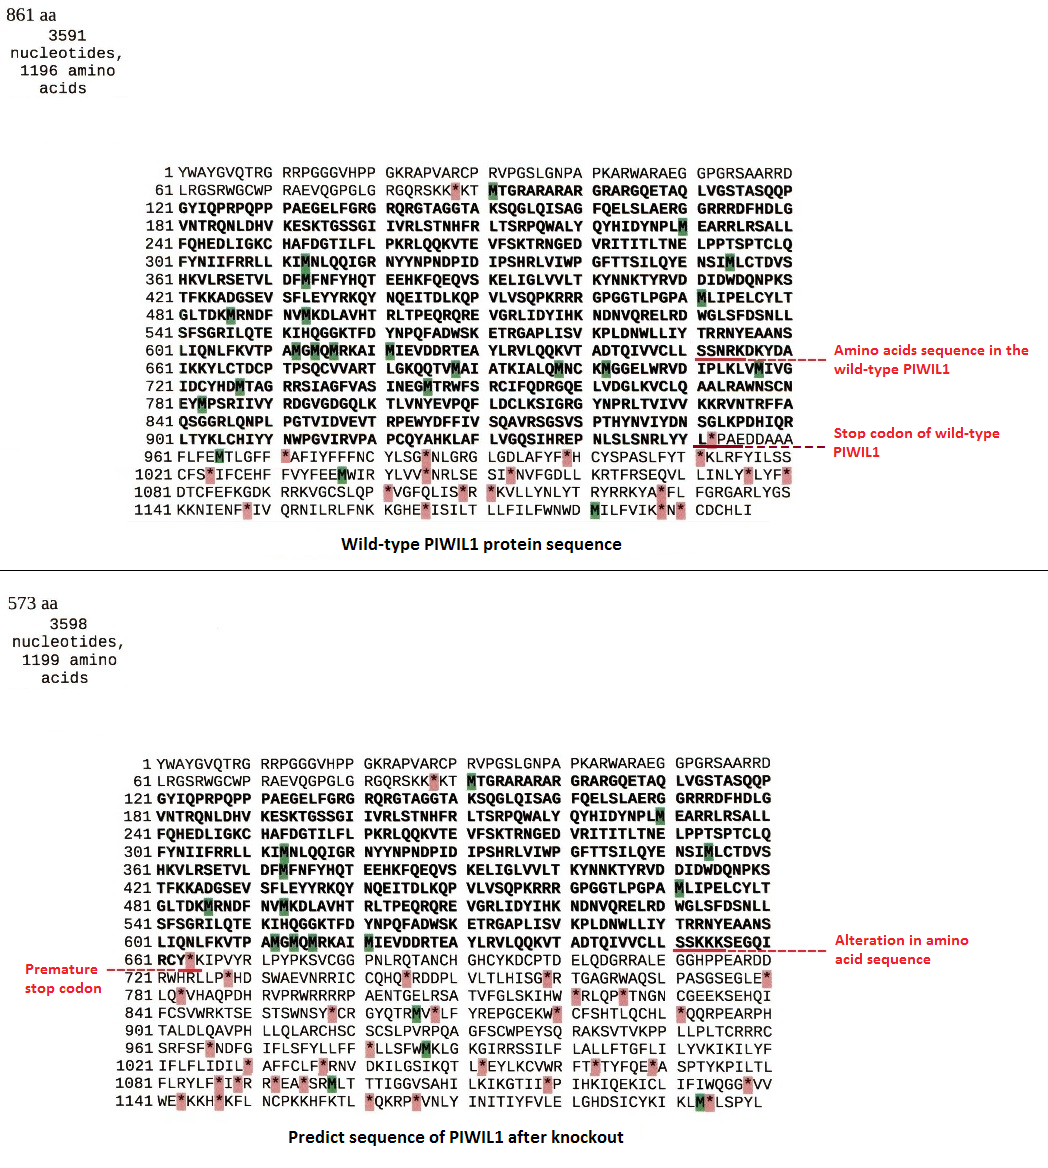 861 aa
3591
nucleotides,
1196 amino
acids
1 YWAYGVQTRG RRPGGGVHPP GKRAPVARCP RVPGSLGNPA PKARWARAEG GPGRSAARRD
61 LRGSRWGCWP RAEVQGPGLG RGQRSKK*KT MTGRARARAR GRARGQETAQ LVGSTASQQP
121 GYIQPRPQPP PAEGELFGRG RQRGTAGGTA KSQGLQISAG FQELSLAERG GRRRDFHDLG
181 VNTRQNLDHV KESKTGSSGI IVRLSTNHFR LTSRPQWALY QYHIDYNPLM EARRLRSALL
241 FQHEDLIGKC HAFDGTILFL PKRLQQKVTE VFSKTRNGED VRITITLTNE LPPTSPTCLQ
301 FYNIIFRRLL KIMNLQQIGR NYYNPNDPID IPSHRLVIWP GFTTSILQYE NSIMLCTDVS
361 HKVLRSETVL DFMFNFYHQT EEHKFQEQVS KELIGLVVLT KYNNKTYRVD DIDWDQNPKS
421 TFKKADGSEV SFLEYYRKQY NQEITDLKQP VLVSQPKRRR GPGGTLPGPA MLIPELCYLT
481 GLTDKMRNDF NVMKDLAVHT RLTPEQRQRE VGRLIDYIHK NDNVQRELRD WGLSFDSNLL
541 SFSGRILQTE KIHQGGKTFD YNPQFADWSK ETRGAPLISV KPLDNWLLIY TRRNYEAANS
601 LIQNLFKVTP AMGMQMRKAI MIEVDDRTEA YLRVLQQKVT ADTQIVVCLL SSNRKDKYDA
661 IKKYLCTDCP TPSQCVVART LGKQQTVMAI ATKIALQMNC KMGGELWRVD IPLKLVMIVG
721 IDCYHDMTAG RRSIAGFVAS INEGMTRWFS RCIFQDRGQE LVDGLKVCLQ AALRAWNSCN
781 EYMPSRIIVY RDGVGDGQLK TLVNYEVPQF LDCLKSIGRG YNPRLTVIVV KKRVNTRFFA
841 QSGGRLQNPL PGTVIDVEVT RPEWYDFFIV SQAVRSGSVS PTHYNVIYDN SGLKPDHIQR
901 LTYKLCHIYY NWPGVIRVPA PCQYAHKLAF LVGQSIHREP NLSLSNRLYY L*PAEDDAAA
961 FLFEMTLGFF *AFIYFFFNC YLSG*NLGRG LGDLAFYF*H CYSPASLFYT *KLRFYILSS
1021 CFS*IFCEHF FVYFEEMWIR YLVV*NRLSE SI*NVFGDLL KRTFRSEQVL LINLY*LYF*
1081 DTCFEFKGDK RRKVGCSLQP *VGFQLIS*R *KVLLYNLYT RYRRKYA*FL FGRGARLYGS
1141 KKNIENF*IV QRNILRLFNK KGHE*ISILT LLFILFWNWD MILFVIK*N* CDCHLI
Amino acids sequence in the
wild-type PIWIL1
Stop codon of wild-type
PIWIL1
Wild-type PIWIL1 protein sequence
573 aa
3598
nucleotides,
1199 amino
acids
1 YWAYGVQTRG RRPGGGVHPP GKRAPVARCP RVPGSLGNPA PKARWARAEG GPGRSAARRD
61 LRGSRWGCWP RAEVQGPGLG RGQRSKK*KT MTGRARARAR GRARGQETAQ LVGSTASQQP
121 GYIQPRPQPP PAEGELFGRG RQRGTAGGTA KSQGLQISAG FQELSLAERG GRRRDFHDLG
181 VNTRQNLDHV KESKTGSSGI IVRLSTNHFR LTSRPQWALY QYHIDYNPLM EARRLRSALL
241 FQHEDLIGKC HAFDGTILFL PKRLQQKVTE VFSKTRNGED VRITITLTNE LPPTSPTCLQ
301 FYNIIFRRLL KIMNLQQIGR NYYNPNDPID IPSHRLVIWP GFTTSILQYE NSIMLCTDVS
361 HKVLRSETVL DFMFNFYHQT EEHKFQEQVS KELIGLVVLT KYNNKTYRVD DIDWDQNPKS
421 TFKKADGSEV SFLEYYRKQY NQEITDLKQP VLVSQPKRRR GPGGTLPGPA MLIPELCYLT
481 GLTDKMRNDF NVMKDLAVHT RLTPEQRQRE VGRLIDYIHK NDNVQRELRD WGLSFDSNLL
541 SFSGRILQTE KIHQGGKTFD YNPQFADWSK ETRGAPLISV KPLDNWLLIY TRRNYEAANS
601 LIQNLFKVTP AMGMQMRKAI MIEVDDRTEA YLRVLQQKVT ADTQIVVCLL SSKKKSEGQI
661 RCY*KIPVYR LPYPKSVCGG PNLRQTANCH GHCYKDCPTD ELQDGRRALE GGHPPEARDD
721 RWHRLLP*HD SWAEVNRRIC CQHQ*RDDPL VLTLHISG*R TGAGRWAQSL PASGSEGLE*
781 LQ*VHAQPDH RVPRWRRRRP AENTGELRSA TVFGLSKIHW *RLQP*TNGN CGEEKSEHQI
841 FCSVWRKTSE STSWNSY*CR GYQTRMV*LF YREPGCEKW* CFSHTLQCHL *QQRPEARPH
901 TALDLQAVPH LLQLARCHSC SCSLPVRPQA GFSCWPEYSQ RAKSVTVKPP LLPLTCRRRC
961 SRFSF*NDFG IFLSFYLLFF *LLSFWMKLG KGIRRSSILF LALLFTGFLI LYVKIKILYF
1021 IFLFLIDIL* AFFCLF*RNV DKILGSIKQT L*EYLKCVWR FT*TYFQE*A SPTYKPILTL
1081 FLRYLF*I*R R*EA*SRMLT TTIGGVSAHI LKIKGTII*P IHKIQEKICL IFIWQGG*VV
1141 WE*KKH*KFL NCPKKHFKTL *QKRP*VNLY INITIYFVLE LGHDSICYKI KLM*LSPYL
Alteration in amino
acid sequence
Premature
stop codon
Predict sequence of PIWIL1 after knockout